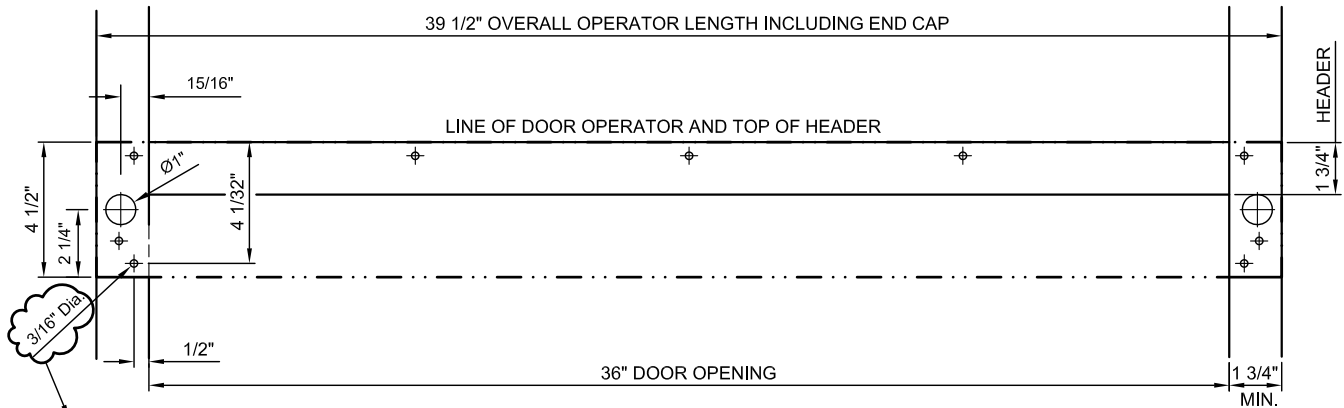 39 1/2" OVERALL OPERATOR LENGTH INCLUDING END CAP
15/16"
HEADER
LINE OF DOOR OPERATOR AND TOP OF HEADER
Ø1"
4 1/2"
2 1/4"
4 1/32"
1 3/4"
3/16" Dia.
1/2"
36" DOOR OPENING
1 3/4"
MIN.